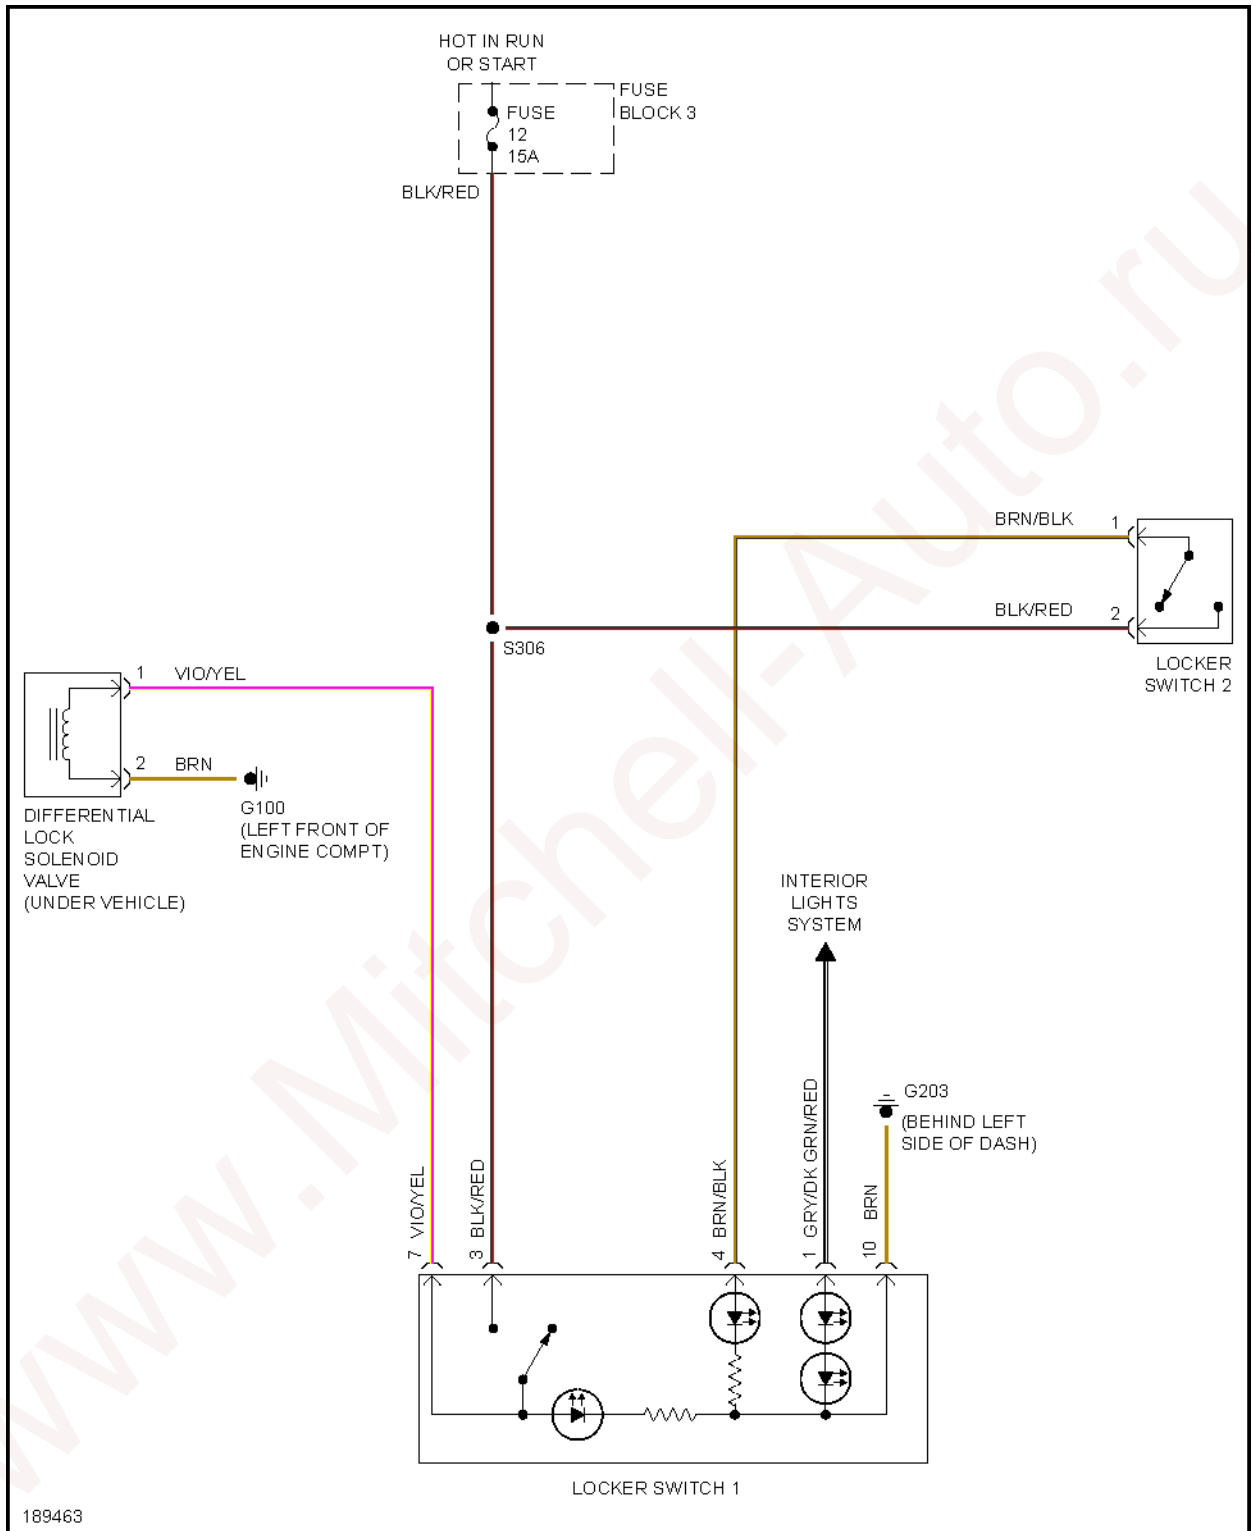 HOT IN RUN
OR START
FUSE
BLOCK 3
FUSE
12
15A
BLK/RED
BRN/BLK
1
BLK/RED
2
S306
LOCKER
SWITCH 2
1
VIO/YEL
2
BRN
G100
(LEFT FRONT OF
ENGINE COMPT)
DIFFERENTIAL
LOCK
SOLENOID
VALVE
(UNDER VEHICLE)
INTERIOR
LIGHTS
SYSTEM
G203
(BEHIND LEFT
SIDE OF DASH)
7 VIO/YEL
3 BLK/RED
4 BRN/BLK
1 GRY/DK GRN/RED
10 BRN
LOCKER SWITCH 1
189463
www.Mitchell-Auto.ru